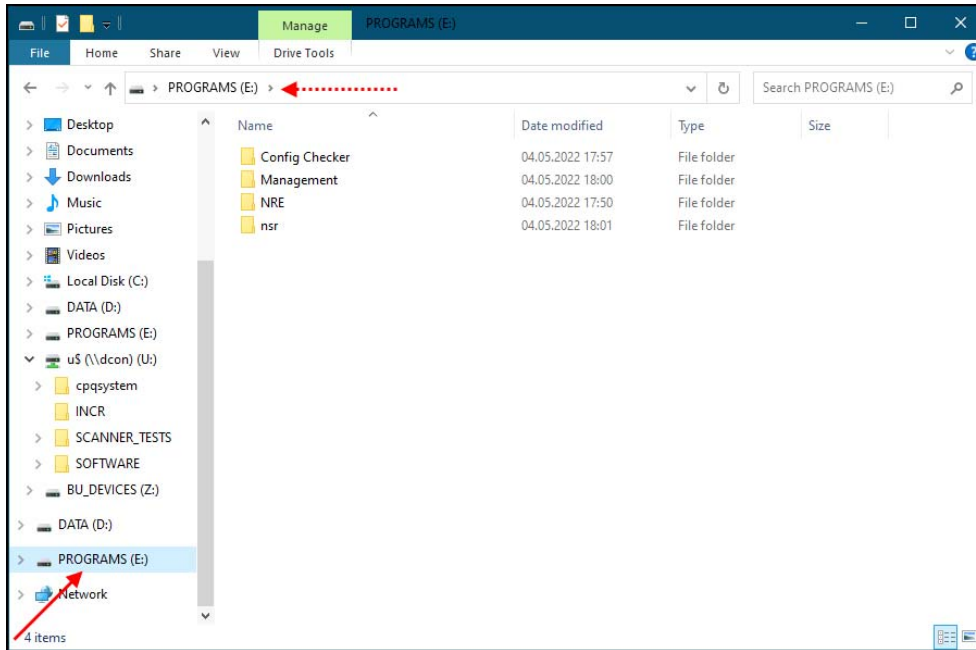 Manage
PROGRAMS (E:)
File
Home
Share
View
Drive Tools
PROGRAMS (E:)
Search PROGRAMS (E:)
Name
Date modified
Type
Size
Config Checker
04.05.2022 17:57
File folder
Management
04.05.2022 18:00
File folder
NRE
04.05.2022 17:50
File folder
nsr
04.05.2022 18:01
File folder
Desktop
Documents
Downloads
Music
Pictures
Videos
Local Disk (C:)
DATA (D:)
PROGRAMS (E:)
u$ (\\dcon) (U:)
cpqsystem
INCR
SCANNER_TESTS
SOFTWARE
BU_DEVICES (Z:)
DATA (D:)
PROGRAMS (E:)
Network
4 items